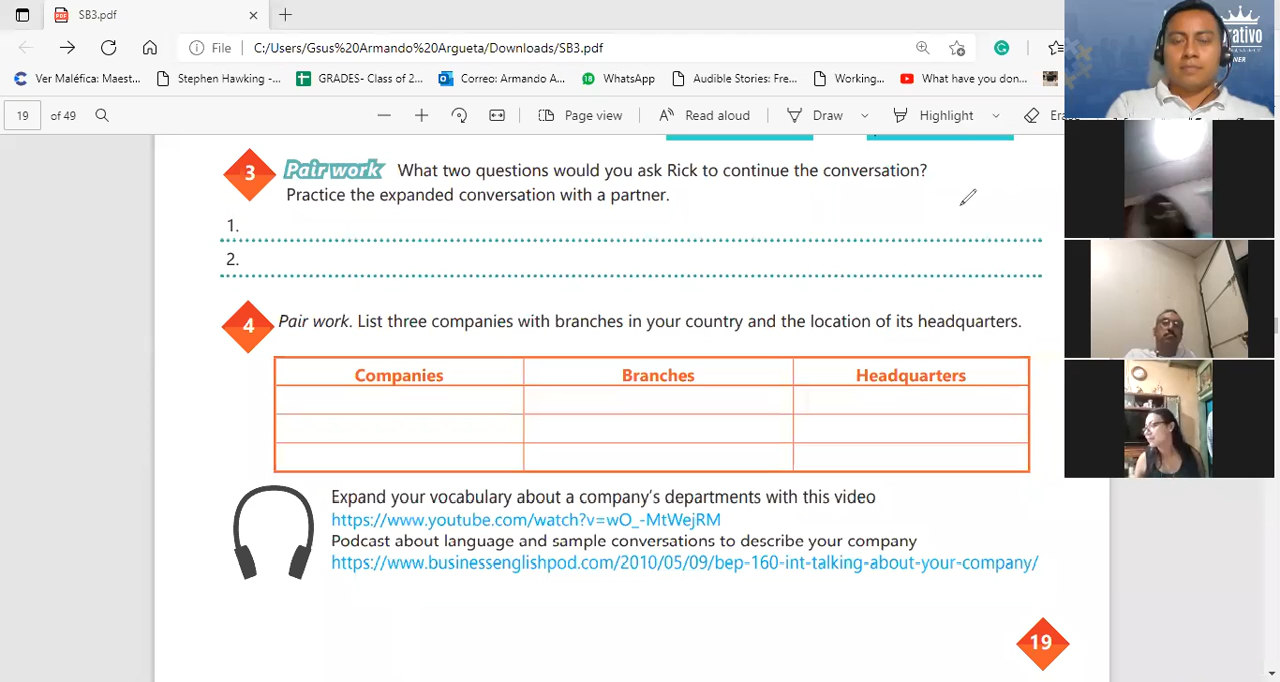 SB3.pdf
File
C:/Users/Gsus%20Armando%20Argueta/Downloads/SB3.pdf
Ver Maléfica: Maest...
Stephen Hawking -...
GRADES- Class of 2...
Correo: Armando A...
WhatsApp
Audible Stories: Fre...
Working...
What have you don...
19 of 49
Page view
Read aloud
Draw
Highlight
rativo
NER
3 Pair work What two questions would you ask Rick to continue the conversation?
Practice the expanded conversation with a partner.
1.
2.
4 Pair work. List three companies with branches in your country and the location of its headquarters.
Companies Branches Headquarters
Expand your vocabulary about a company's departments with this video
https://www.youtube.com/watch?v=wO_-MtWejRM
Podcast about language and sample conversations to describe your company
https://www.businessenglishpod.com/2010/05/09/bep-160-int-talking-about-your-company/
19